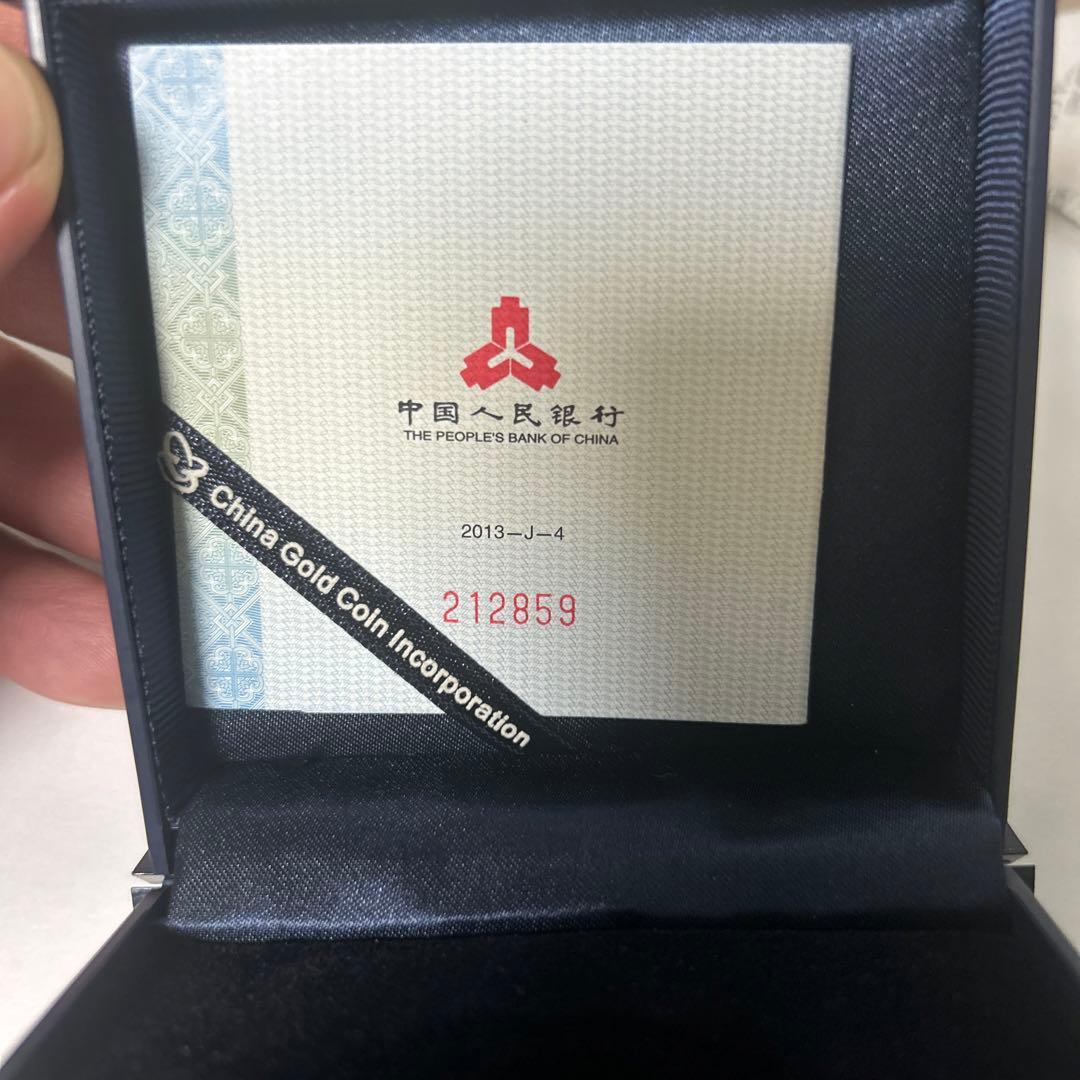 中国人民银行
THE PEOPLE'S BANK OF CHINA
2013—J—4
212859
China Gold Coin Incorporation